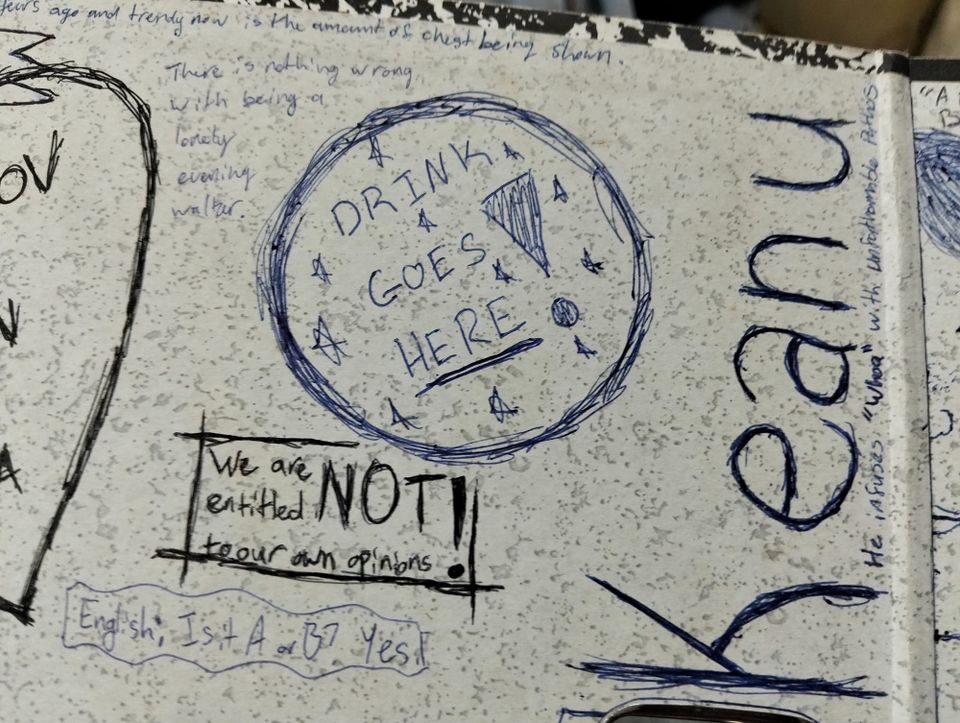 years ago and trendy now is the amount of chest being shown.
There is nothing wrong
with being a
lonely
evening
walker.
DRINK
GOES
HERE!
We are
entitled NOT!
to our own opinions.
English: Is it A or B? Yes!
Keanu
He infuses "Whoa" with unfathomable Pathos
"A
B
OV
A